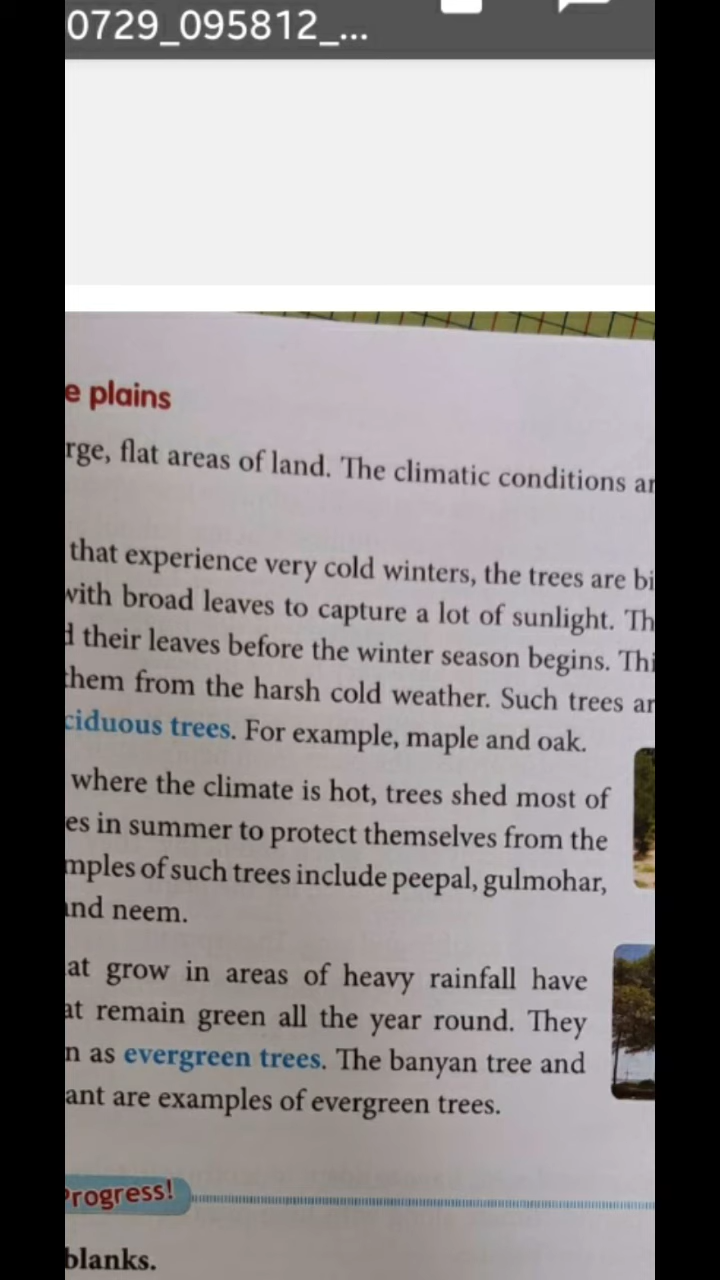 0729_095812_...
e plains
rge, flat areas of land. The climatic conditions ar
that experience very cold winters, the trees are bi
with broad leaves to capture a lot of sunlight. Th
d their leaves before the winter season begins. Thi
them from the harsh cold weather. Such trees ar
ciduous trees. For example, maple and oak.
where the climate is hot, trees shed most of
es in summer to protect themselves from the
mples of such trees include peepal, gulmohar,
and neem.
at grow in areas of heavy rainfall have
at remain green all the year round. They
n as evergreen trees. The banyan tree and
ant are examples of evergreen trees.
Progress!
blanks.